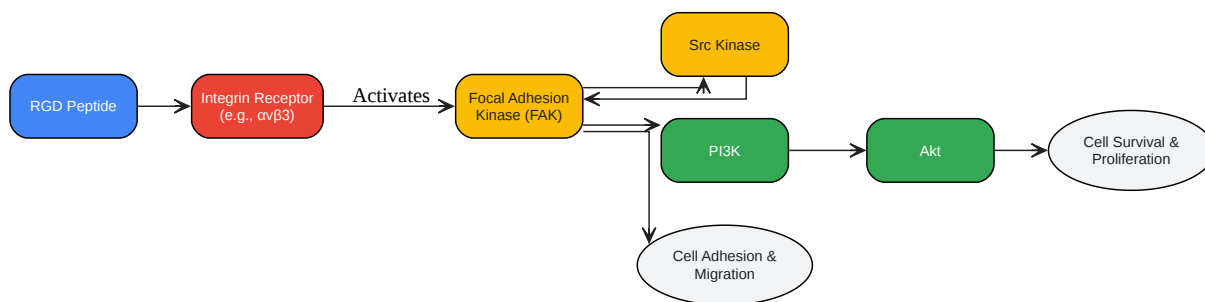 Src Kinase
RGD Peptide
Integrin Receptor
(e.g., αvβ3)
Activates
Focal Adhesion
Kinase (FAK)
PI3K
Akt
Cell Survival &
Proliferation
Cell Adhesion &
Migration